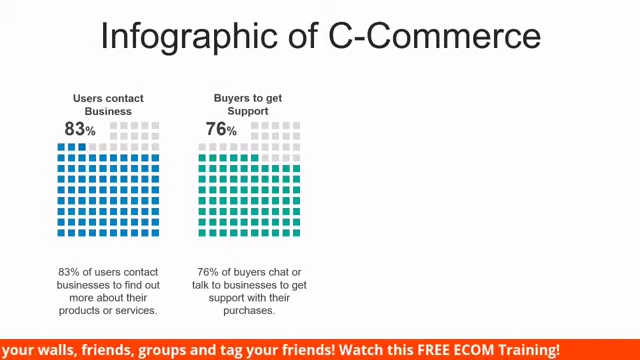 Infographic of C-Commerce
Users contact
Business
83%
83% of users contact
businesses to find out
more about their
products or services.
Buyers to get
Support
76%
76% of buyers chat or
talk to businesses to get
support with their
purchases.
your walls, friends, groups and tag your friends! Watch this FREE ECOM Training!